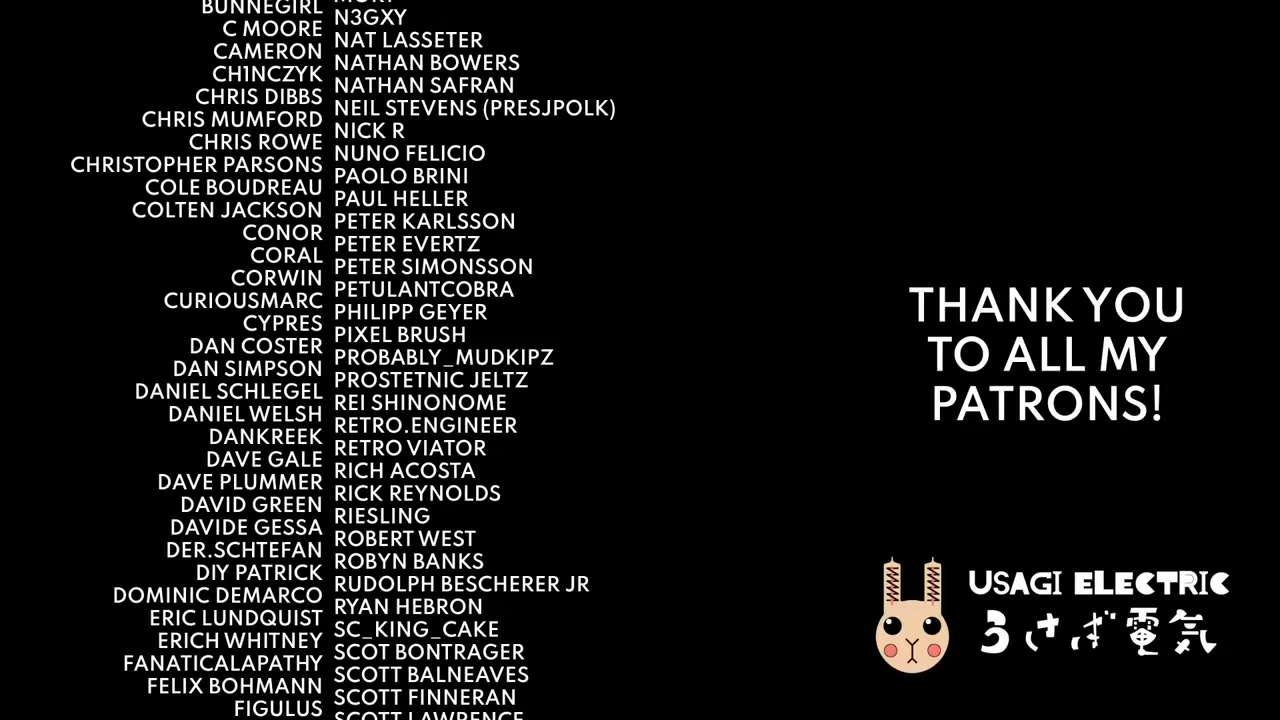 BUNNEGIRL
C MOORE
CAMERON
CH1NCZYK
CHRIS DIBBS
CHRIS MUMFORD
CHRIS ROWE
CHRISTOPHER PARSONS
COLE BOUDREAU
COLTEN JACKSON
CONOR
CORAL
CORWIN
CURIOUSMARC
CYPRES
DAN COSTER
DAN SIMPSON
DANIEL SCHLEGEL
DANIEL WELSH
DANKREEK
DAVE GALE
DAVE PLUMMER
DAVID GREEN
DAVIDE GESSA
DER.SCHTEFAN
DIY PATRICK
DOMINIC DEMARCO
ERIC LUNDQUIST
ERICH WHITNEY
FANATICALAPATHY
FELIX BOHMANN
FIGULUS
N3GXY
NAT LASSETER
NATHAN BOWERS
NATHAN SAFRAN
NEIL STEVENS (PRESJPOLK)
NICK R
NUNO FELICIO
PAOLO BRINI
PAUL HELLER
PETER KARLSSON
PETER EVERTZ
PETER SIMONSSON
PETULANTCOBRA
PHILIPP GEYER
PIXEL BRUSH
PROBABLY_MUDKIPZ
PROSTETNIC JELTZ
REI SHINONOME
RETRO.ENGINEER
RETRO VIATOR
RICH ACOSTA
RICK REYNOLDS
RIESLING
ROBERT WEST
ROBYN BANKS
RUDOLPH BESCHERER JR
RYAN HEBRON
SC_KING_CAKE
SCOT BONTRAGER
SCOTT BALNEAVES
SCOTT FINNERAN
SCOTT LAWRENCE
THANK YOU
TO ALL MY
PATRONS!
USAGI ELECTRIC
うさぎ電気